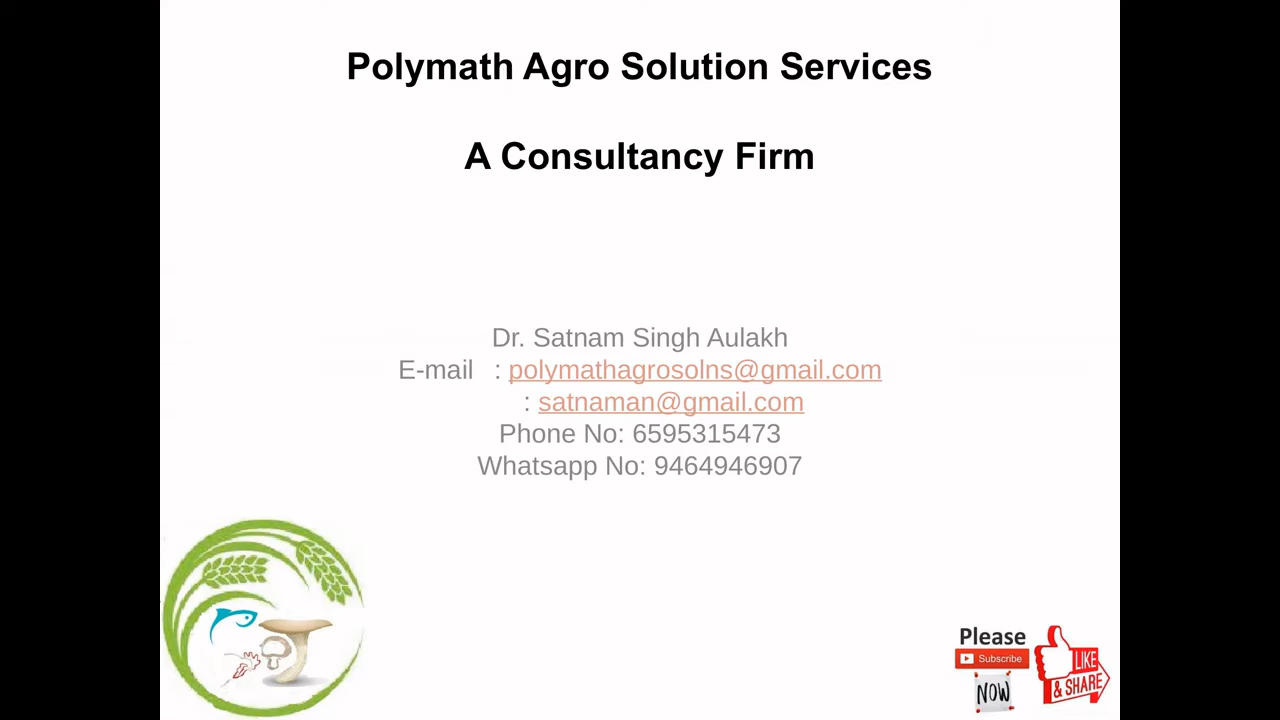 Polymath Agro Solution Services
A Consultancy Firm
Dr. Satnam Singh Aulakh
E-mail : polymathagrosolns@gmail.com
: satnaman@gmail.com
Phone No: 6595315473
Whatsapp No: 9464946907
Please
Subscribe
NOW
LIKE
& SHARE